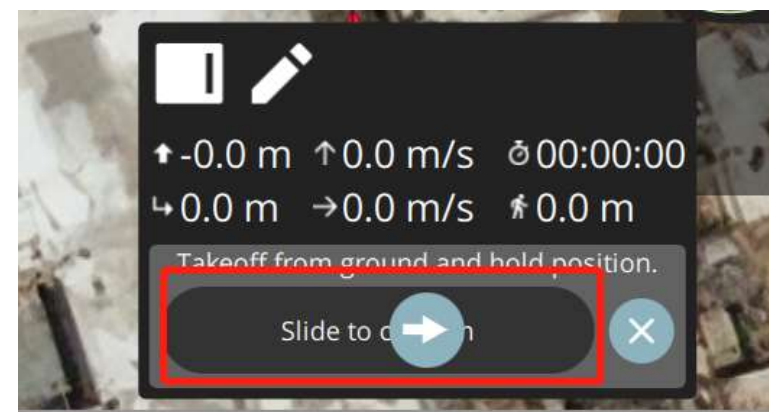 -0.0 m ↑0.0 m/s 00:00:00
0.0 m →0.0 m/s 0.0 m
Takeoff from ground and hold position.
Slide to